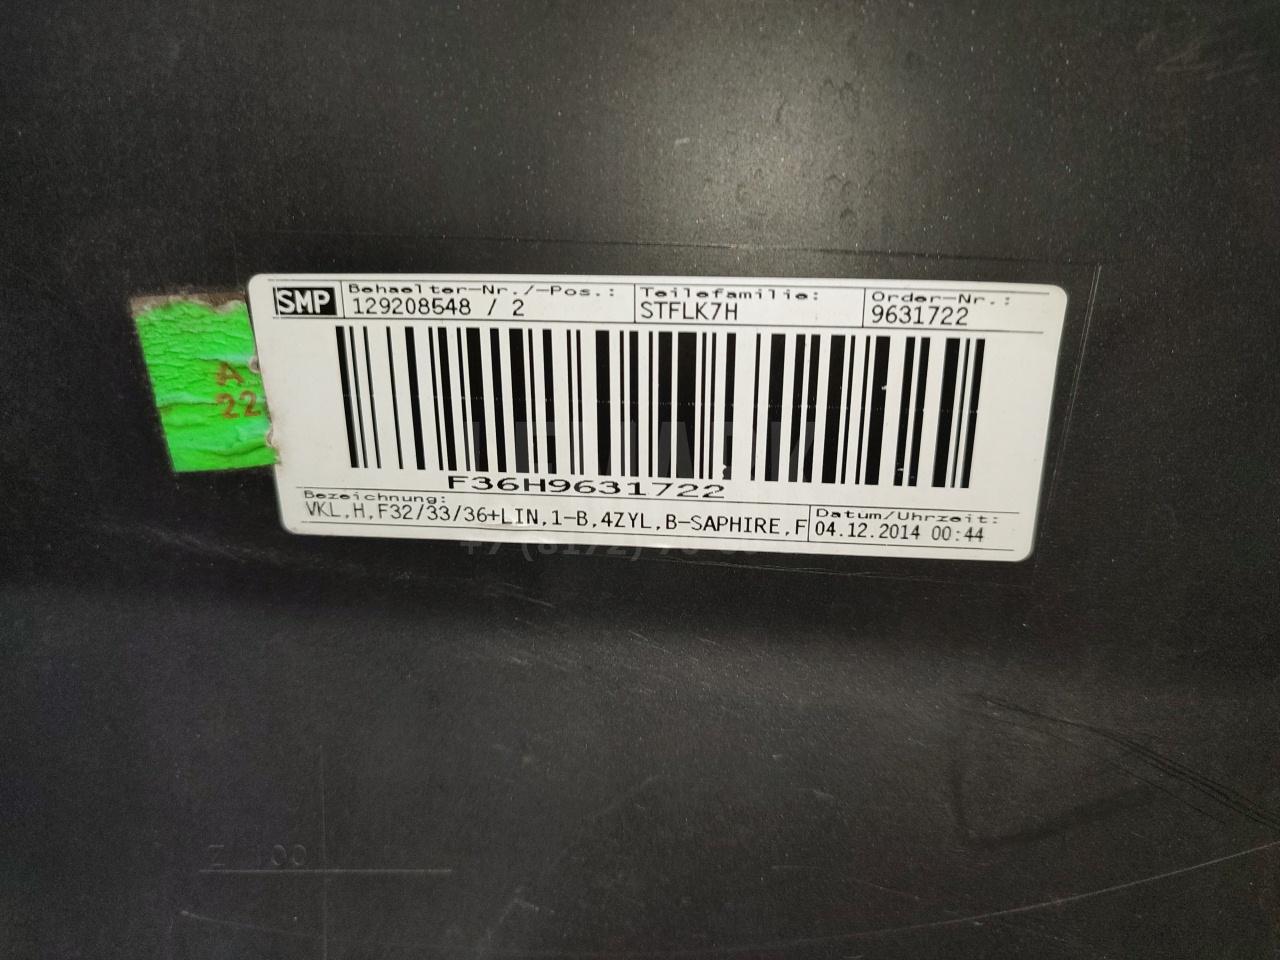 SMP
Behaelter-Nr./-Pos.:
129208548 / 2
Teilefamilie:
STFLK7H
Order-Nr.:
9631722
A
22
F36H9631722
Bezeichnung:
VKL,H,F32/33/36+LIN,1-B,4ZYL,B-SAPHIRE,F
Datum/Uhrzeit:
04.12.2014 00:44